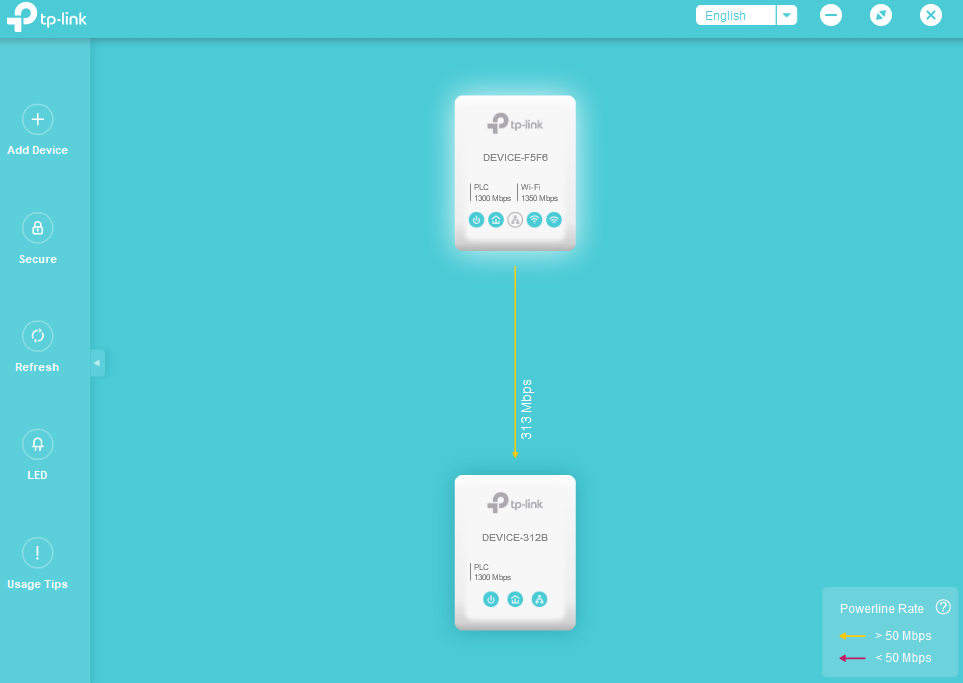 tp-link
English
Add Device
Secure
Refresh
LED
Usage Tips
tp-link
DEVICE-F5F6
PLC
1300 Mbps
Wi-Fi
1350 Mbps
313 Mbps
tp-link
DEVICE-312B
PLC
1300 Mbps
Powerline Rate ?
> 50 Mbps
< 50 Mbps